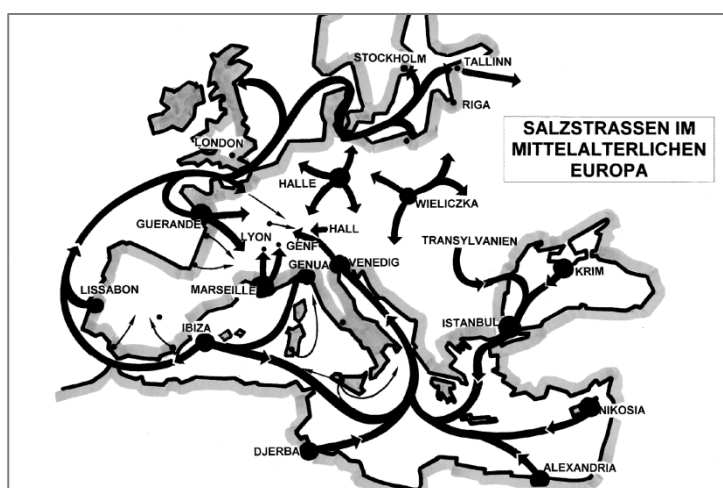 STOCKHOLM
TALLINN
RIGA
SALZSTRASSEN IM
MITTELALTERLICHEN
EUROPA
LONDON
HALLE
WIELICZKA
GUERANDE
HALL
LYON
GENF
TRANSYLVANIEN
GENUA
VENEDIG
KRIM
LISSABON
MARSEILLE
ISTANBUL
IBIZA
NIKOSIA
DJERBA
ALEXANDRIA